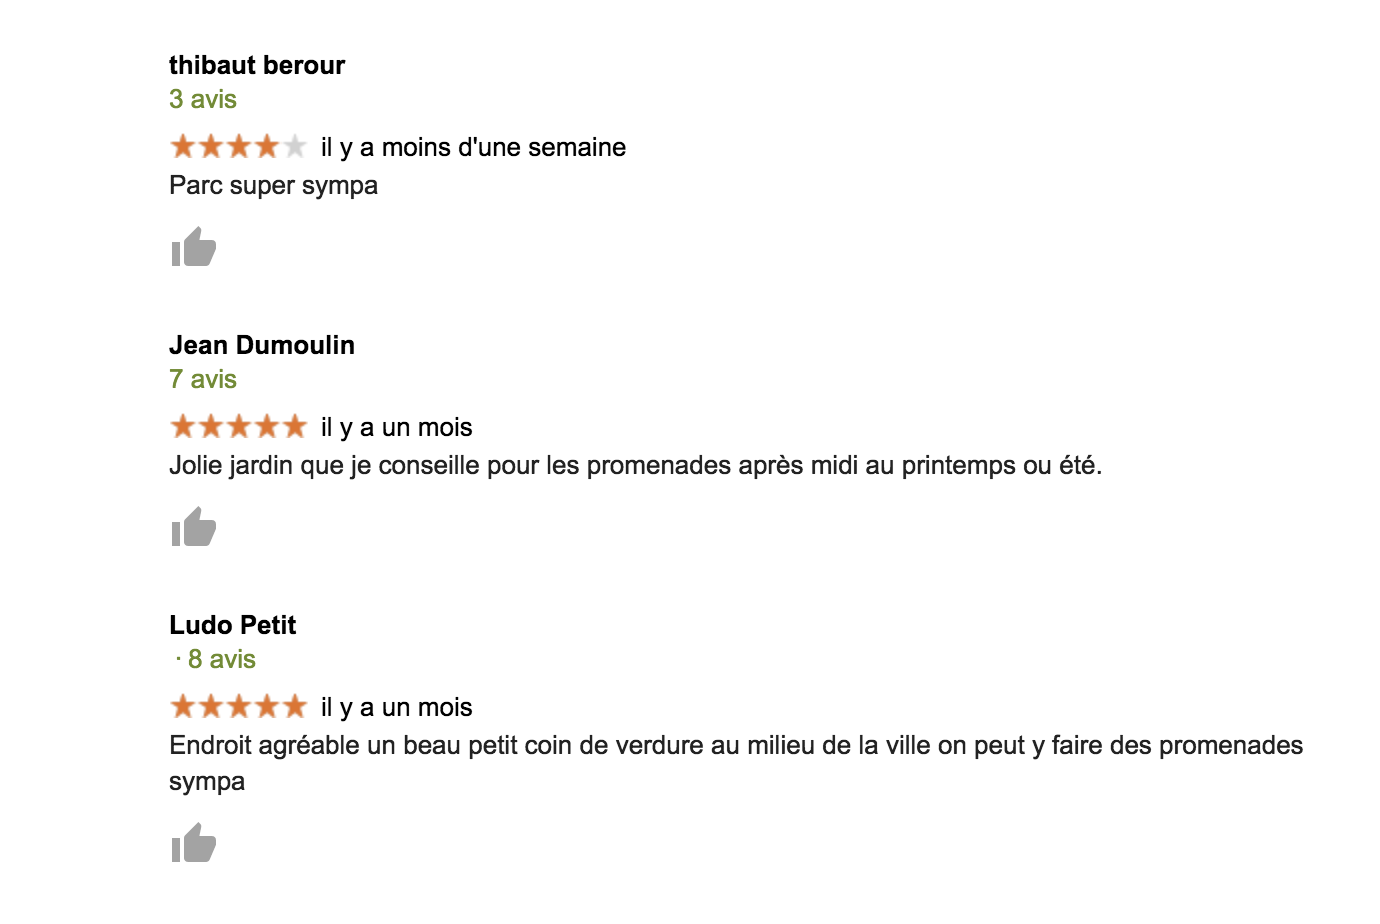 thibaut berour
3 avis
il y a moins d'une semaine
Parc super sympa
Jean Dumoulin
7 avis
il y a un mois
Jolie jardin que je conseille pour les promenades après midi au printemps ou été.
Ludo Petit
· 8 avis
il y a un mois
Endroit agréable un beau petit coin de verdure au milieu de la ville on peut y faire des promenades
sympa